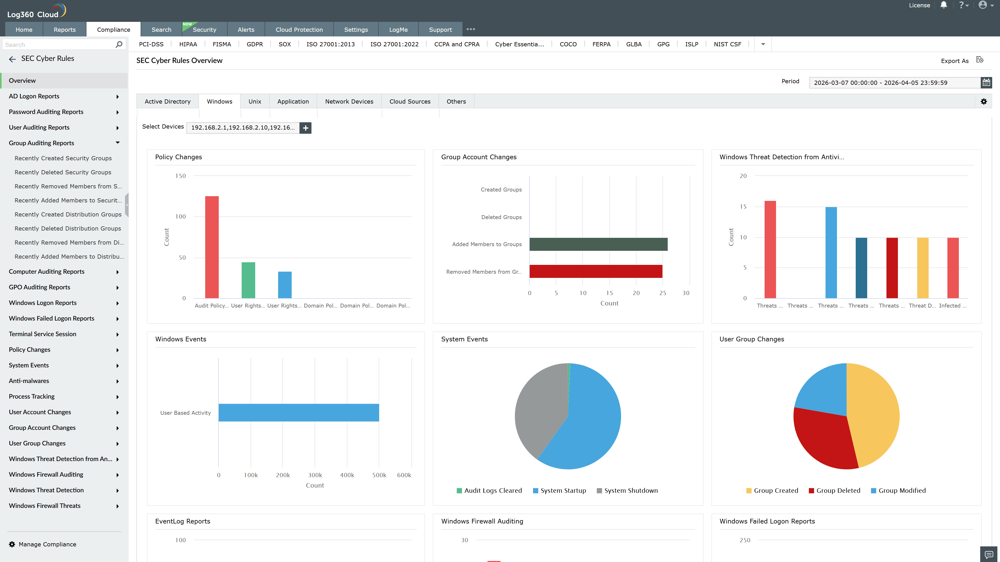 Log360 Cloud
License
?
Home
Reports
Compliance
Search
NEW
Security
Alerts
Cloud Protection
Settings
LogMe
Support
Search
PCI-DSS
HIPAA
FISMA
GDPR
SOX
ISO 27001:2013
ISO 27001:2022
CCPA and CPRA
Cyber Essentia...
COCO
FERPA
GLBA
GPG
ISLP
NIST CSF
SEC Cyber Rules
Overview
AD Logon Reports
Password Auditing Reports
User Auditing Reports
Group Auditing Reports
Recently Created Security Groups
Recently Deleted Security Groups
Recently Removed Members from S...
Recently Added Members to Securit...
Recently Created Distribution Groups
Recently Deleted Distribution Groups
Recently Removed Members from Di...
Recently Added Members to Distribu...
Computer Auditing Reports
GPO Auditing Reports
Windows Logon Reports
Windows Failed Logon Reports
Terminal Service Session
Policy Changes
System Events
Anti-malwares
Process Tracking
User Account Changes
Group Account Changes
User Group Changes
Windows Threat Detection from An...
Windows Firewall Auditing
Windows Threat Detection
Windows Firewall Threats
Manage Compliance
SEC Cyber Rules Overview
Export As
Period
2026-03-07 00:00:00 - 2026-04-05 23:59:59
Active Directory
Windows
Unix
Application
Network Devices
Cloud Sources
Others
Select Devices
192.168.2.1,192.168.2.10,192.16...
Policy Changes
150
100
50
0
Count
Audit Policy...
User Rights...
User Rights...
Domain Pol...
Domain Pol...
Domain Pol...
Group Account Changes
Created Groups
Deleted Groups
Added Members to Groups
Removed Members from Gr...
0
5
10
15
20
25
30
Count
Windows Threat Detection from Antivi...
20
15
10
5
0
Count
Threats ...
Threats ...
Threats ...
Threats ...
Threats ...
Threat D...
Infected ...
Windows Events
User Based Activity
0
100k
200k
300k
400k
500k
600k
Count
System Events
Audit Logs Cleared
System Startup
System Shutdown
User Group Changes
Group Created
Group Deleted
Group Modified
EventLog Reports
100
Windows Firewall Auditing
30
Windows Failed Logon Reports
250